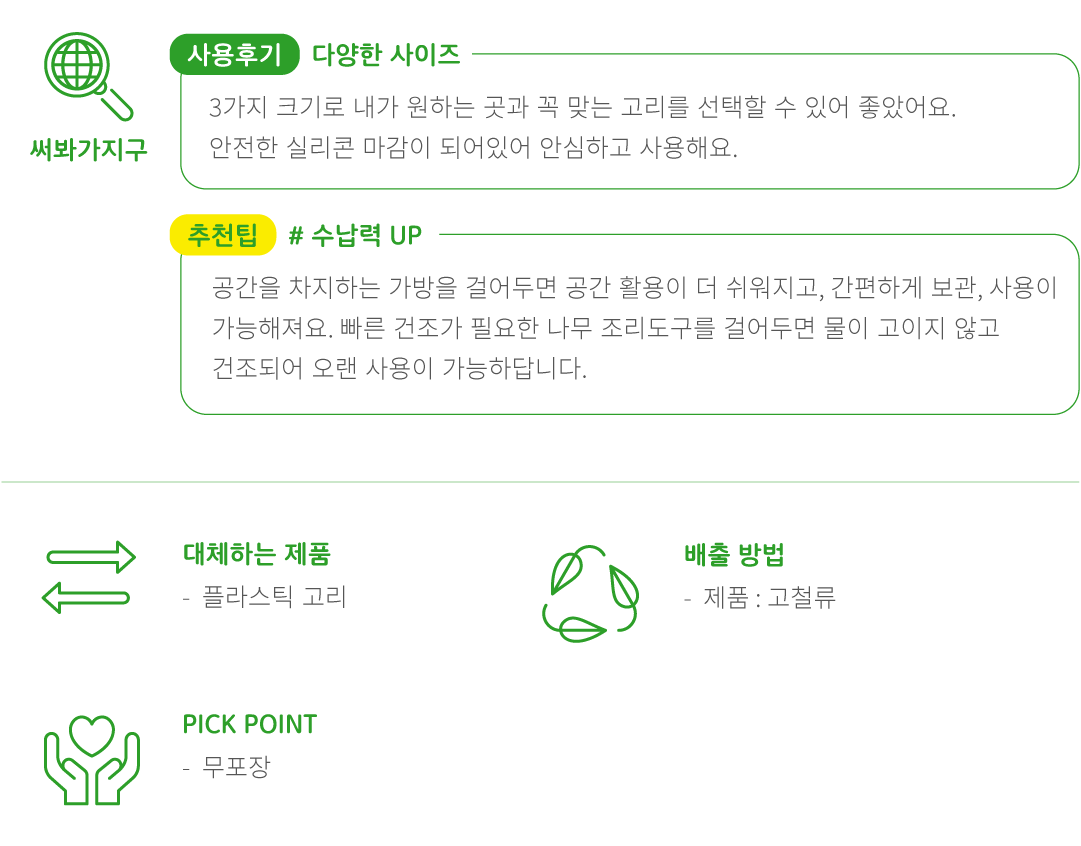 써봐가지구
사용후기 다양한 사이즈
3가지 크기로 내가 원하는 곳과 꼭 맞는 고리를 선택할 수 있어 좋았어요.
안전한 실리콘 마감이 되어있어 안심하고 사용해요.
추천팁 # 수납력 UP
공간을 차지하는 가방을 걸어두면 공간 활용이 더 쉬워지고, 간편하게 보관, 사용이
가능해져요. 빠른 건조가 필요한 나무 조리도구를 걸어두면 물이 고이지 않고
건조되어 오랜 사용이 가능하답니다.
대체하는 제품
- 플라스틱 고리
배출 방법
- 제품 : 고철류
PICK POINT
- 무포장